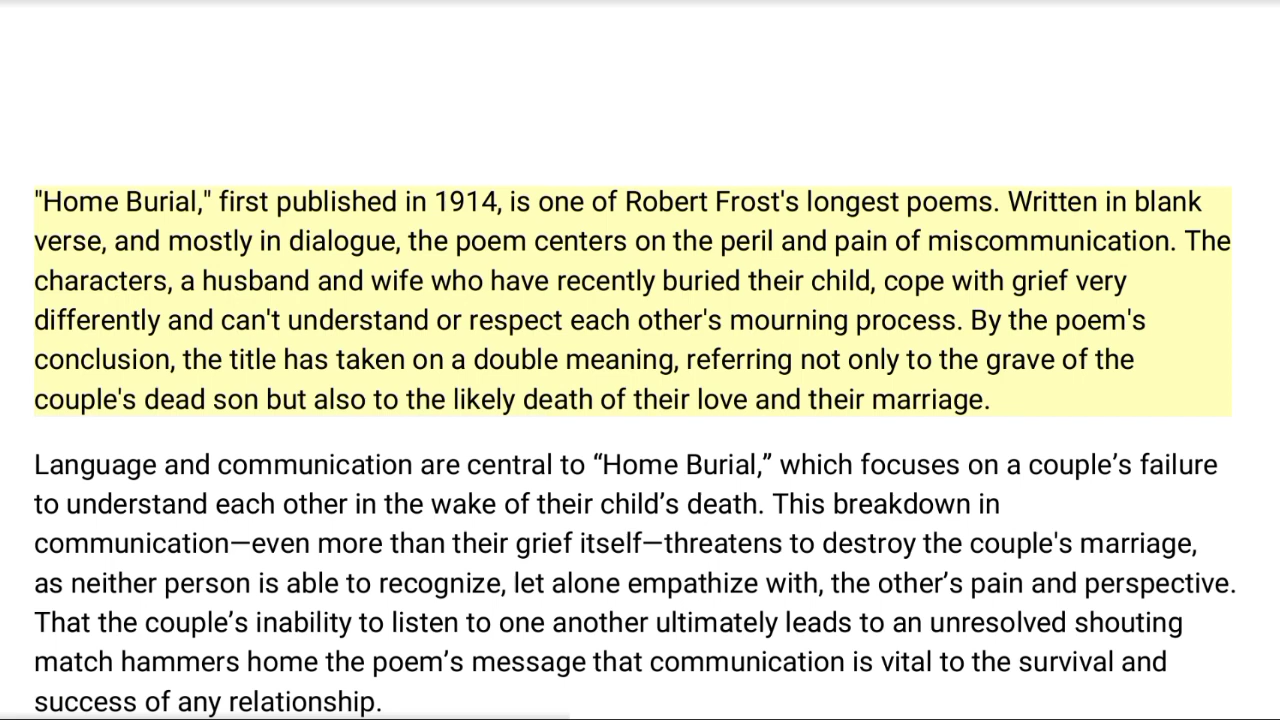 "Home Burial," first published in 1914, is one of Robert Frost's longest poems. Written in blank
verse, and mostly in dialogue, the poem centers on the peril and pain of miscommunication. The
characters, a husband and wife who have recently buried their child, cope with grief very
differently and can't understand or respect each other's mourning process. By the poem's
conclusion, the title has taken on a double meaning, referring not only to the grave of the
couple's dead son but also to the likely death of their love and their marriage.
Language and communication are central to “Home Burial,” which focuses on a couple’s failure
to understand each other in the wake of their child’s death. This breakdown in
communication—even more than their grief itself—threatens to destroy the couple's marriage,
as neither person is able to recognize, let alone empathize with, the other’s pain and perspective.
That the couple’s inability to listen to one another ultimately leads to an unresolved shouting
match hammers home the poem’s message that communication is vital to the survival and
success of any relationship.